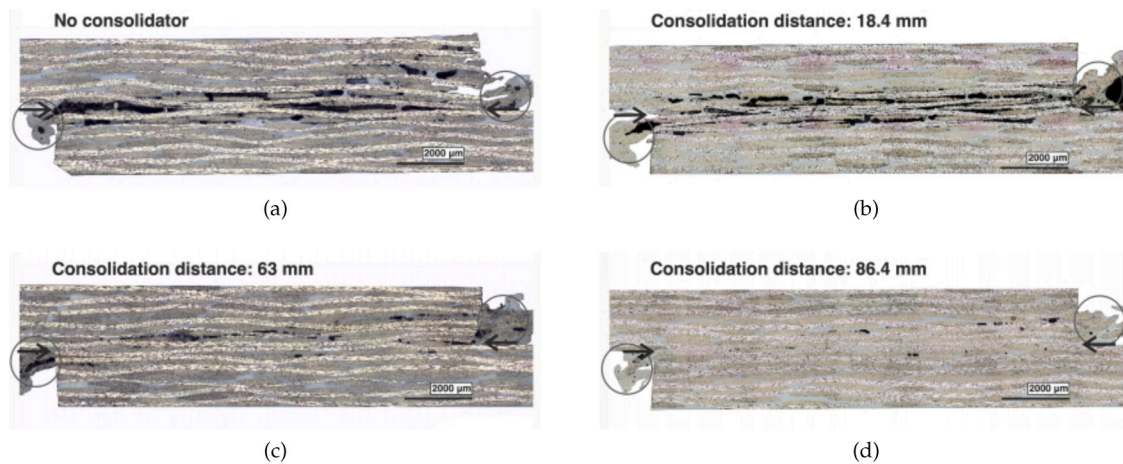 No consolidator
2000 µm
(a)
Consolidation distance: 18.4 mm
2000 µm
(b)
Consolidation distance: 63 mm
2000 µm
(c)
Consolidation distance: 86.4 mm
2000 µm
(d)